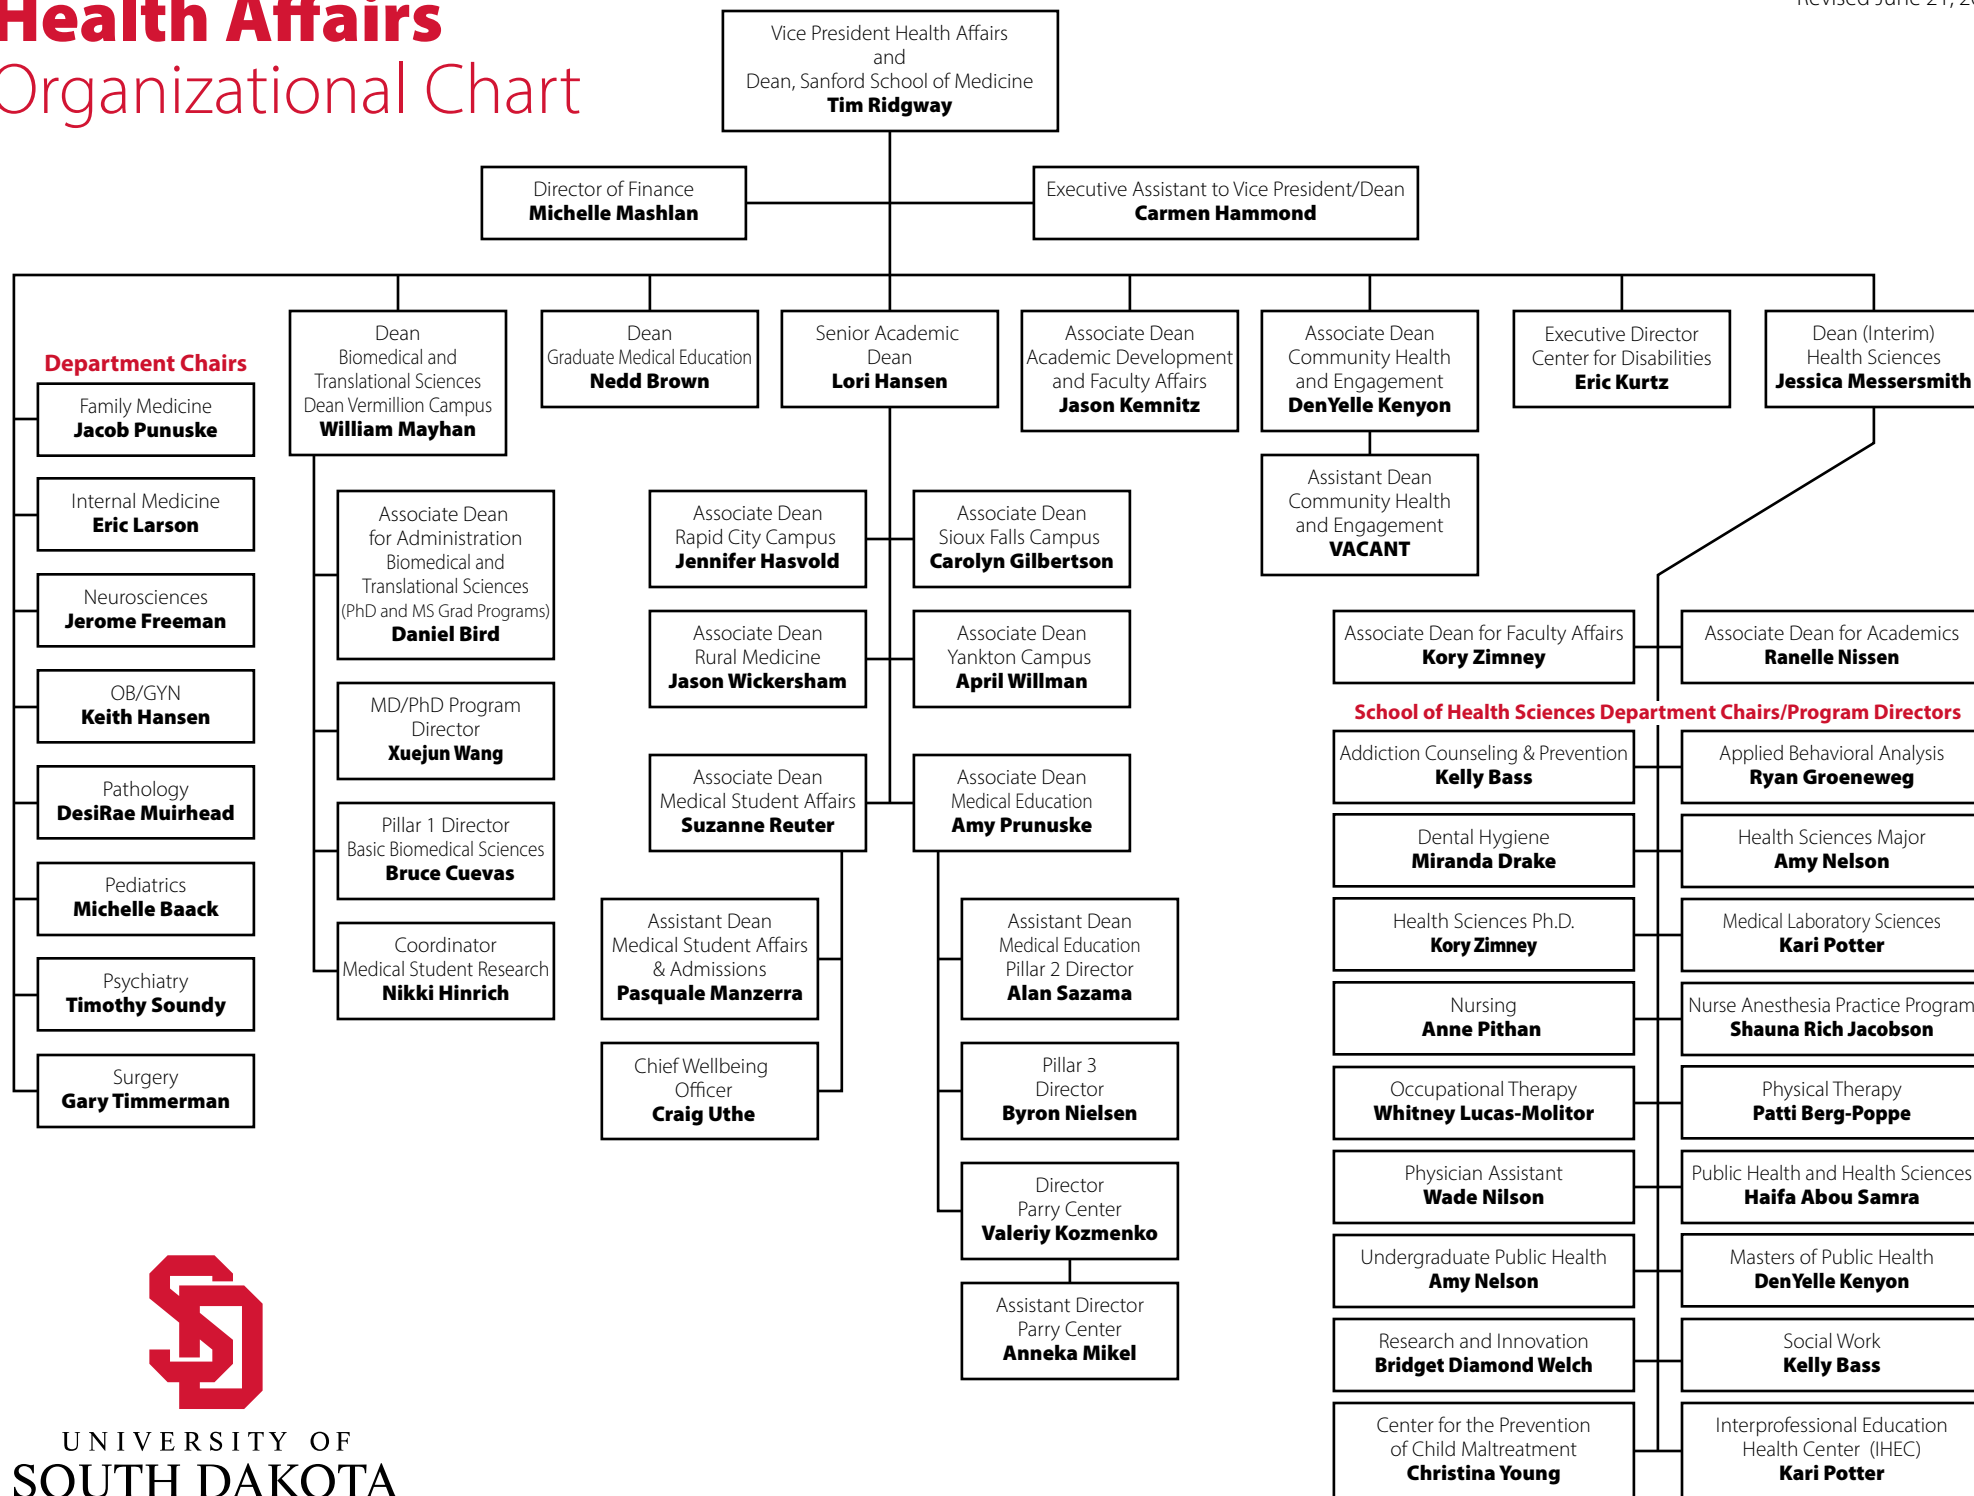 Health Affairs
Organizational Chart
Revised June 21,
Vice President Health Affairs
and
Dean, Sanford School of Medicine
Tim Ridgway
Director of Finance
Michelle Mashlan
Executive Assistant to Vice President/Dean
Carmen Hammond
Department Chairs
Family Medicine
Jacob Punuske
Internal Medicine
Eric Larson
Neurosciences
Jerome Freeman
OB/GYN
Keith Hansen
Pathology
DesiRae Muirhead
Pediatrics
Michelle Baack
Psychiatry
Timothy Soundy
Surgery
Gary Timmerman
Dean
Biomedical and
Translational Sciences
Dean Vermillion Campus
William Mayhan
Associate Dean
for Administration
Biomedical and
Translational Sciences
(PhD and MS Grad Programs)
Daniel Bird
MD/PhD Program
Director
Xuejun Wang
Pillar 1 Director
Basic Biomedical Sciences
Bruce Cuevas
Coordinator
Medical Student Research
Nikki Hinrich
Dean
Graduate Medical Education
Nedd Brown
Senior Academic
Dean
Lori Hansen
Associate Dean
Rapid City Campus
Jennifer Hasvold
Associate Dean
Sioux Falls Campus
Carolyn Gilbertson
Associate Dean
Rural Medicine
Jason Wickersham
Associate Dean
Yankton Campus
April Willman
Associate Dean
Medical Student Affairs
Suzanne Reuter
Associate Dean
Medical Education
Amy Prunuske
Assistant Dean
Medical Student Affairs
& Admissions
Pasquale Manzerra
Chief Wellbeing
Officer
Craig Uthe
Assistant Dean
Medical Education
Pillar 2 Director
Alan Sazama
Pillar 3
Director
Byron Nielsen
Director
Parry Center
Valeriy Kozmenko
Assistant Director
Parry Center
Anneka Mikel
Associate Dean
Academic Development
and Faculty Affairs
Jason Kemnitz
Associate Dean
Community Health
and Engagement
DenYelle Kenyon
Assistant Dean
Community Health
and Engagement
VACANT
Executive Director
Center for Disabilities
Eric Kurtz
Dean (Interim)
Health Sciences
Jessica Messersmith
Associate Dean for Faculty Affairs
Kory Zimney
Associate Dean for Academics
Ranelle Nissen
School of Health Sciences Department Chairs/Program Directors
Addiction Counseling & Prevention
Kelly Bass
Applied Behavioral Analysis
Ryan Groeneweg
Dental Hygiene
Miranda Drake
Health Sciences Major
Amy Nelson
Health Sciences Ph.D.
Kory Zimney
Medical Laboratory Sciences
Kari Potter
Nursing
Anne Pithan
Nurse Anesthesia Practice Program
Shauna Rich Jacobson
Occupational Therapy
Whitney Lucas-Molitor
Physical Therapy
Patti Berg-Poppe
Physician Assistant
Wade Nilson
Public Health and Health Sciences
Haifa Abou Samra
Undergraduate Public Health
Amy Nelson
Masters of Public Health
DenYelle Kenyon
Research and Innovation
Bridget Diamond Welch
Social Work
Kelly Bass
Center for the Prevention
of Child Maltreatment
Christina Young
Interprofessional Education
Health Center (IHEC)
Kari Potter
SD
UNIVERSITY OF
SOUTH DAKOTA